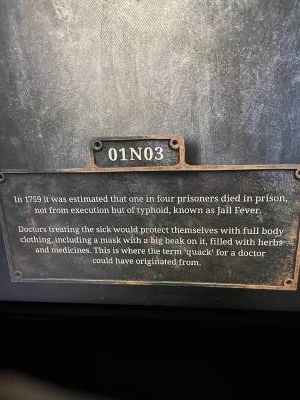 01N03
In 1759 it was estimated that one in four prisoners died in prison,
not from execution but of typhoid, known as Jail Fever.
Doctors treating the sick would protect themselves with full body
clothing, including a mask with a big beak on it, filled with herbs
and medicines. This is where the term 'quack' for a doctor
could have originated from.